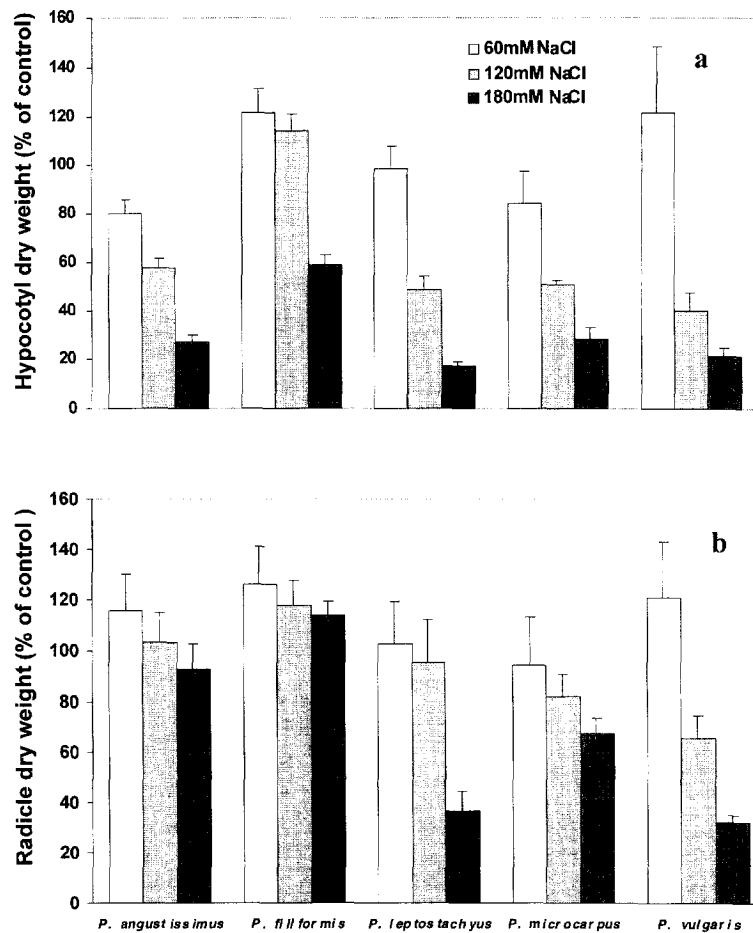 160
140
120
100
80
60
40
20
0
Hypocotyl dry weight (% of control)
60mM NaCl
120mM NaCl
180mM NaCl
a
160
140
120
100
80
60
40
20
0
Radicle dry weight (% of control)
b
P. angustissimus P. filiformis P. leptostachyus P. microcarpus P. vulgaris